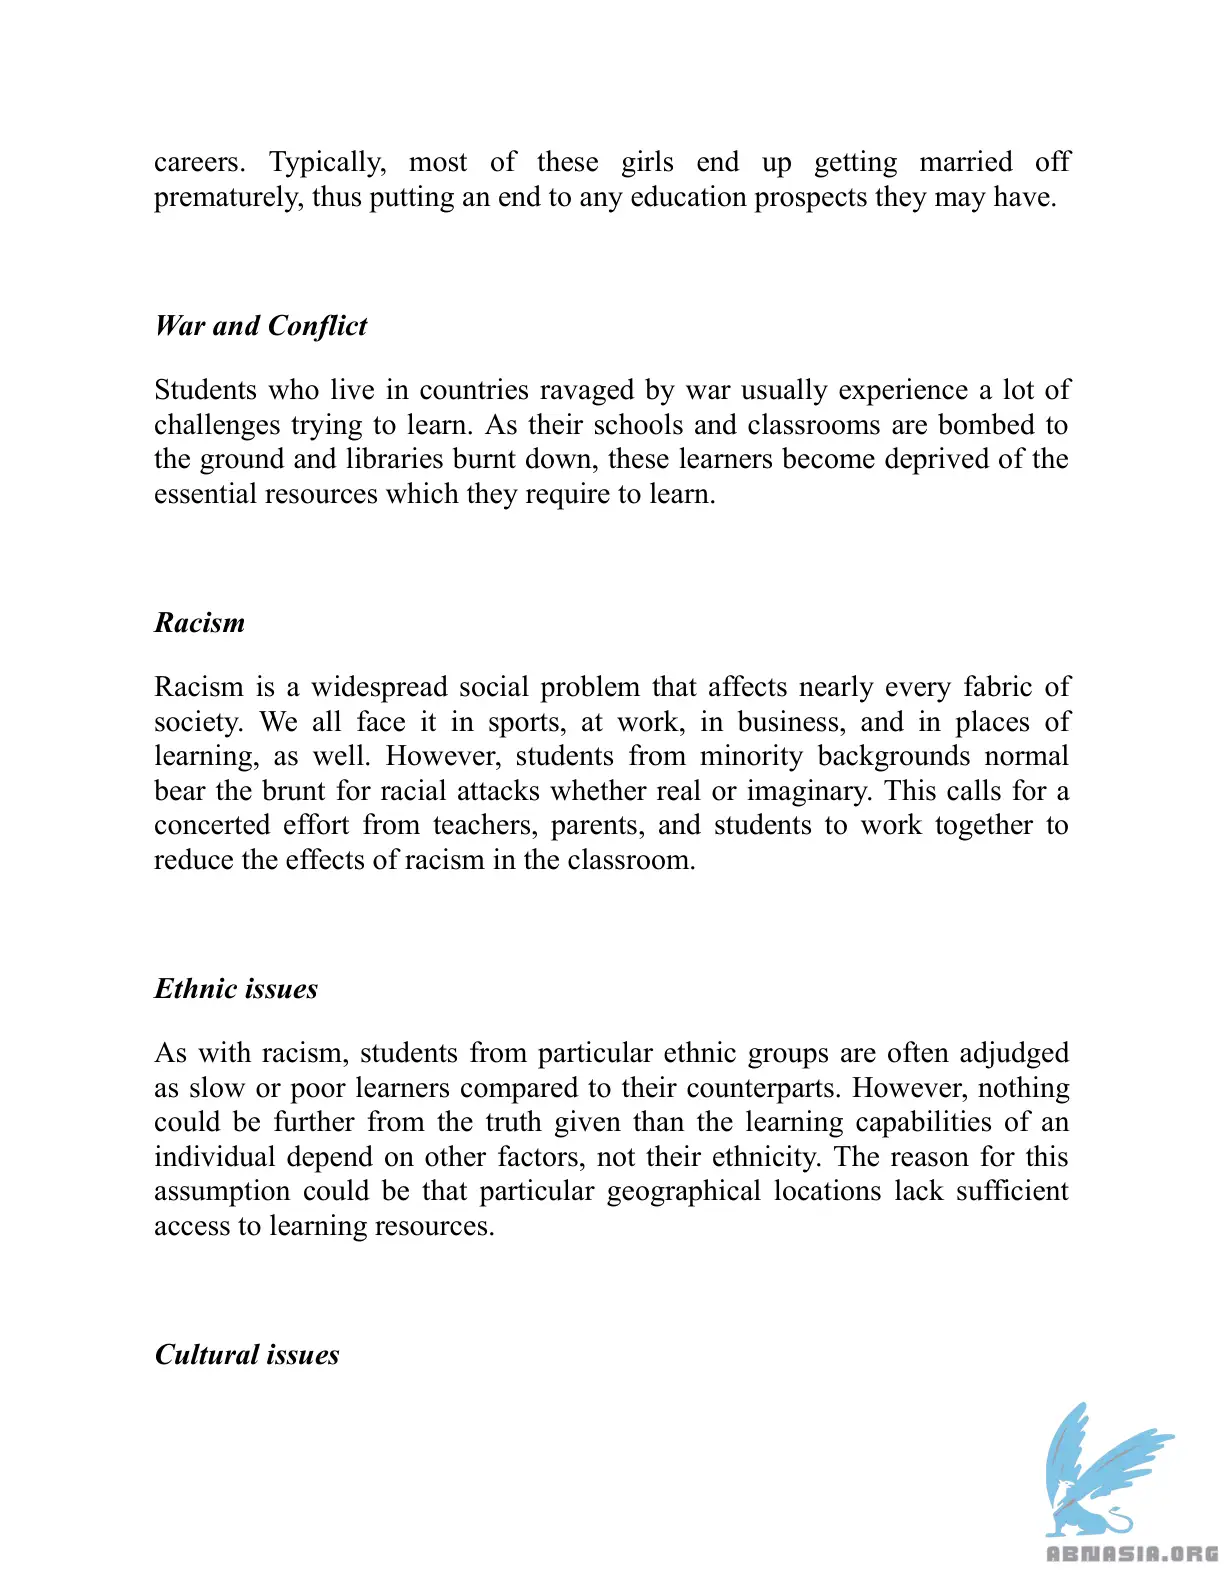 careers. Typically, most of these girls end up getting married off
prematurely, thus putting an end to any education prospects they may have.
War and Conflict
Students who live in countries ravaged by war usually experience a lot of
challenges trying to learn. As their schools and classrooms are bombed to
the ground and libraries burnt down, these learners become deprived of the
essential resources which they require to learn.
Racism
Racism is a widespread social problem that affects nearly every fabric of
society. We all face it in sports, at work, in business, and in places of
learning, as well. However, students from minority backgrounds normal
bear the brunt for racial attacks whether real or imaginary. This calls for a
concerted effort from teachers, parents, and students to work together to
reduce the effects of racism in the classroom.
Ethnic issues
As with racism, students from particular ethnic groups are often adjudged
as slow or poor learners compared to their counterparts. However, nothing
could be further from the truth given than the learning capabilities of an
individual depend on other factors, not their ethnicity. The reason for this
assumption could be that particular geographical locations lack sufficient
access to learning resources.
Cultural issues
ABNASIA.ORG